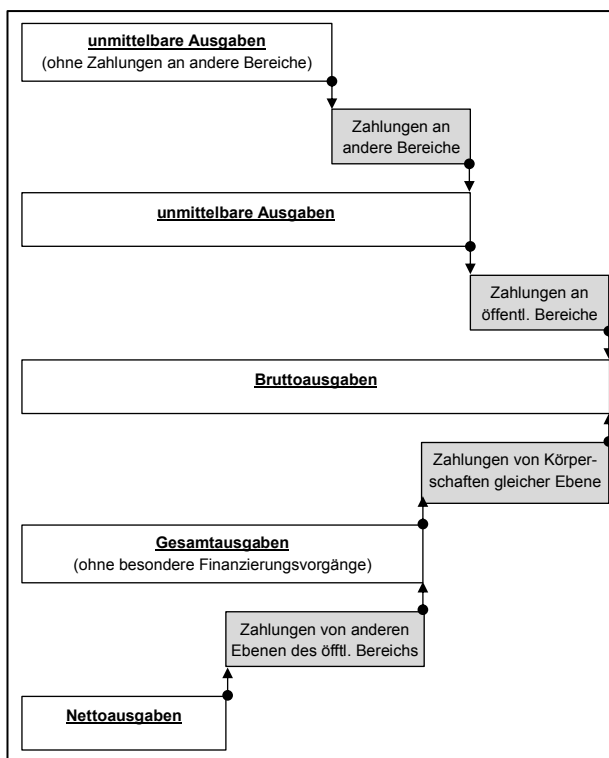 unmittelbare Ausgaben
(ohne Zahlungen an andere Bereiche)
Zahlungen an
andere Bereiche
unmittelbare Ausgaben
Zahlungen an
öffentl. Bereiche
Bruttoausgaben
Zahlungen von Körper-
schaften gleicher Ebene
Gesamtausgaben
(ohne besondere Finanzierungsvorgänge)
Zahlungen von anderen
Ebenen des öfftl. Bereichs
Nettoausgaben